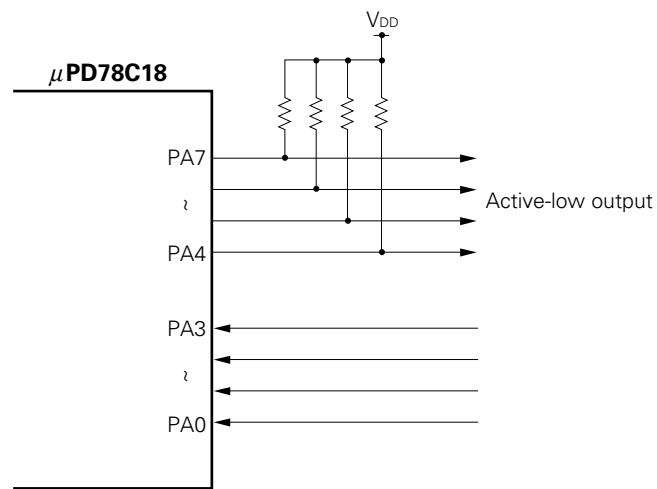 VDD
μPD78C18
PA7
~
PA4
Active-low output
PA3
~
PA0